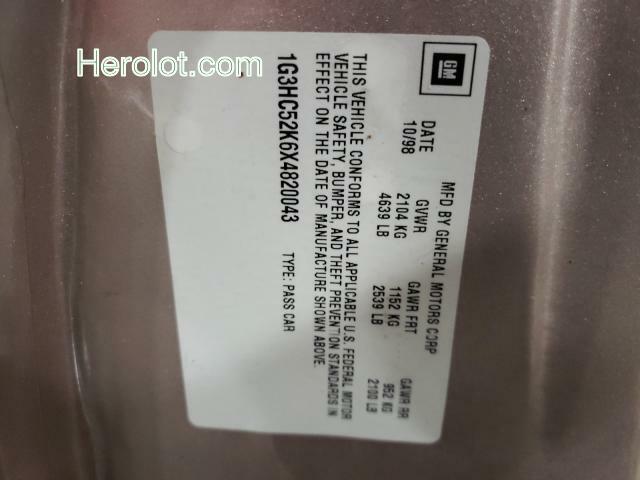 Herolot.com
GM
MFD BY GENERAL MOTORS CORP
DATE GVWR GAWR FRT GAWR RR
10/98 2104 KG 1152 KG 952 KG
4639 LB 2539 LB 2100 LB
THIS VEHICLE CONFORMS TO ALL APPLICABLE U.S. FEDERAL MOTOR
VEHICLE SAFETY, BUMPER, AND THEFT PREVENTION STANDARDS IN
EFFECT ON THE DATE OF MANUFACTURE SHOWN ABOVE.
1G3HC52K6X4820043 TYPE: PASS CAR